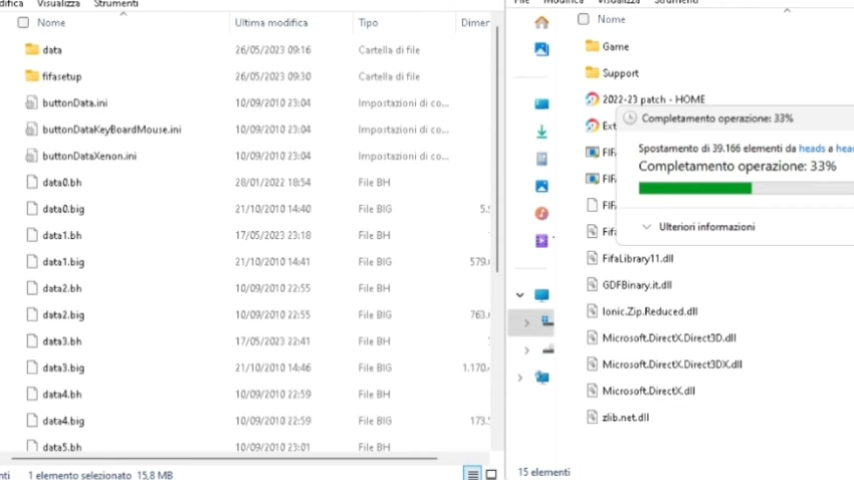 Visualizza Strumenti
Nome Ultima modifica Tipo
data 26/05/2023 09:16 Cartella di file
fifasetup 26/05/2023 09:30 Cartella di file
buttonData.ini 10/09/2010 23:04 Impostazioni di co...
buttonDataKeyBoardMouse.ini 10/09/2010 23:04 Impostazioni di co...
buttonDataXenon.ini 10/09/2010 23:04 Impostazioni di co...
data0.bh 28/01/2022 18:54 File BH
data0.big 21/10/2010 14:40 File BIG
data1.bh 17/05/2023 23:18 File BH
data1.big 21/10/2010 14:41 File BIG 579.
data2.bh 10/09/2010 22:55 File BH
data2.big 10/09/2010 22:55 File BIG 763.
data3.bh 17/05/2023 22:41 File BH
data3.big 21/10/2010 14:46 File BIG 1.170.
data4.bh 10/09/2010 22:59 File BH
data4.big 10/09/2010 22:59 File BIG 173.
data5.bh 10/09/2010 23:01 File BH
1 elemento selezionato 15,8 MB
Nome
Game
Support
2022-23 patch - HOME
Completamento operazione: 33%
Spostamento di 39.166 elementi da heads a
Completamento operazione: 33%
Ulteriori informazioni
FifaLibrary11.dll
GDFBinary.it.dll
Ionic.Zip.Reduced.dll
Microsoft.DirectX.Direct3D.dll
Microsoft.DirectX.Direct3DX.dll
Microsoft.DirectX.dll
zlib.net.dll
15 elementi